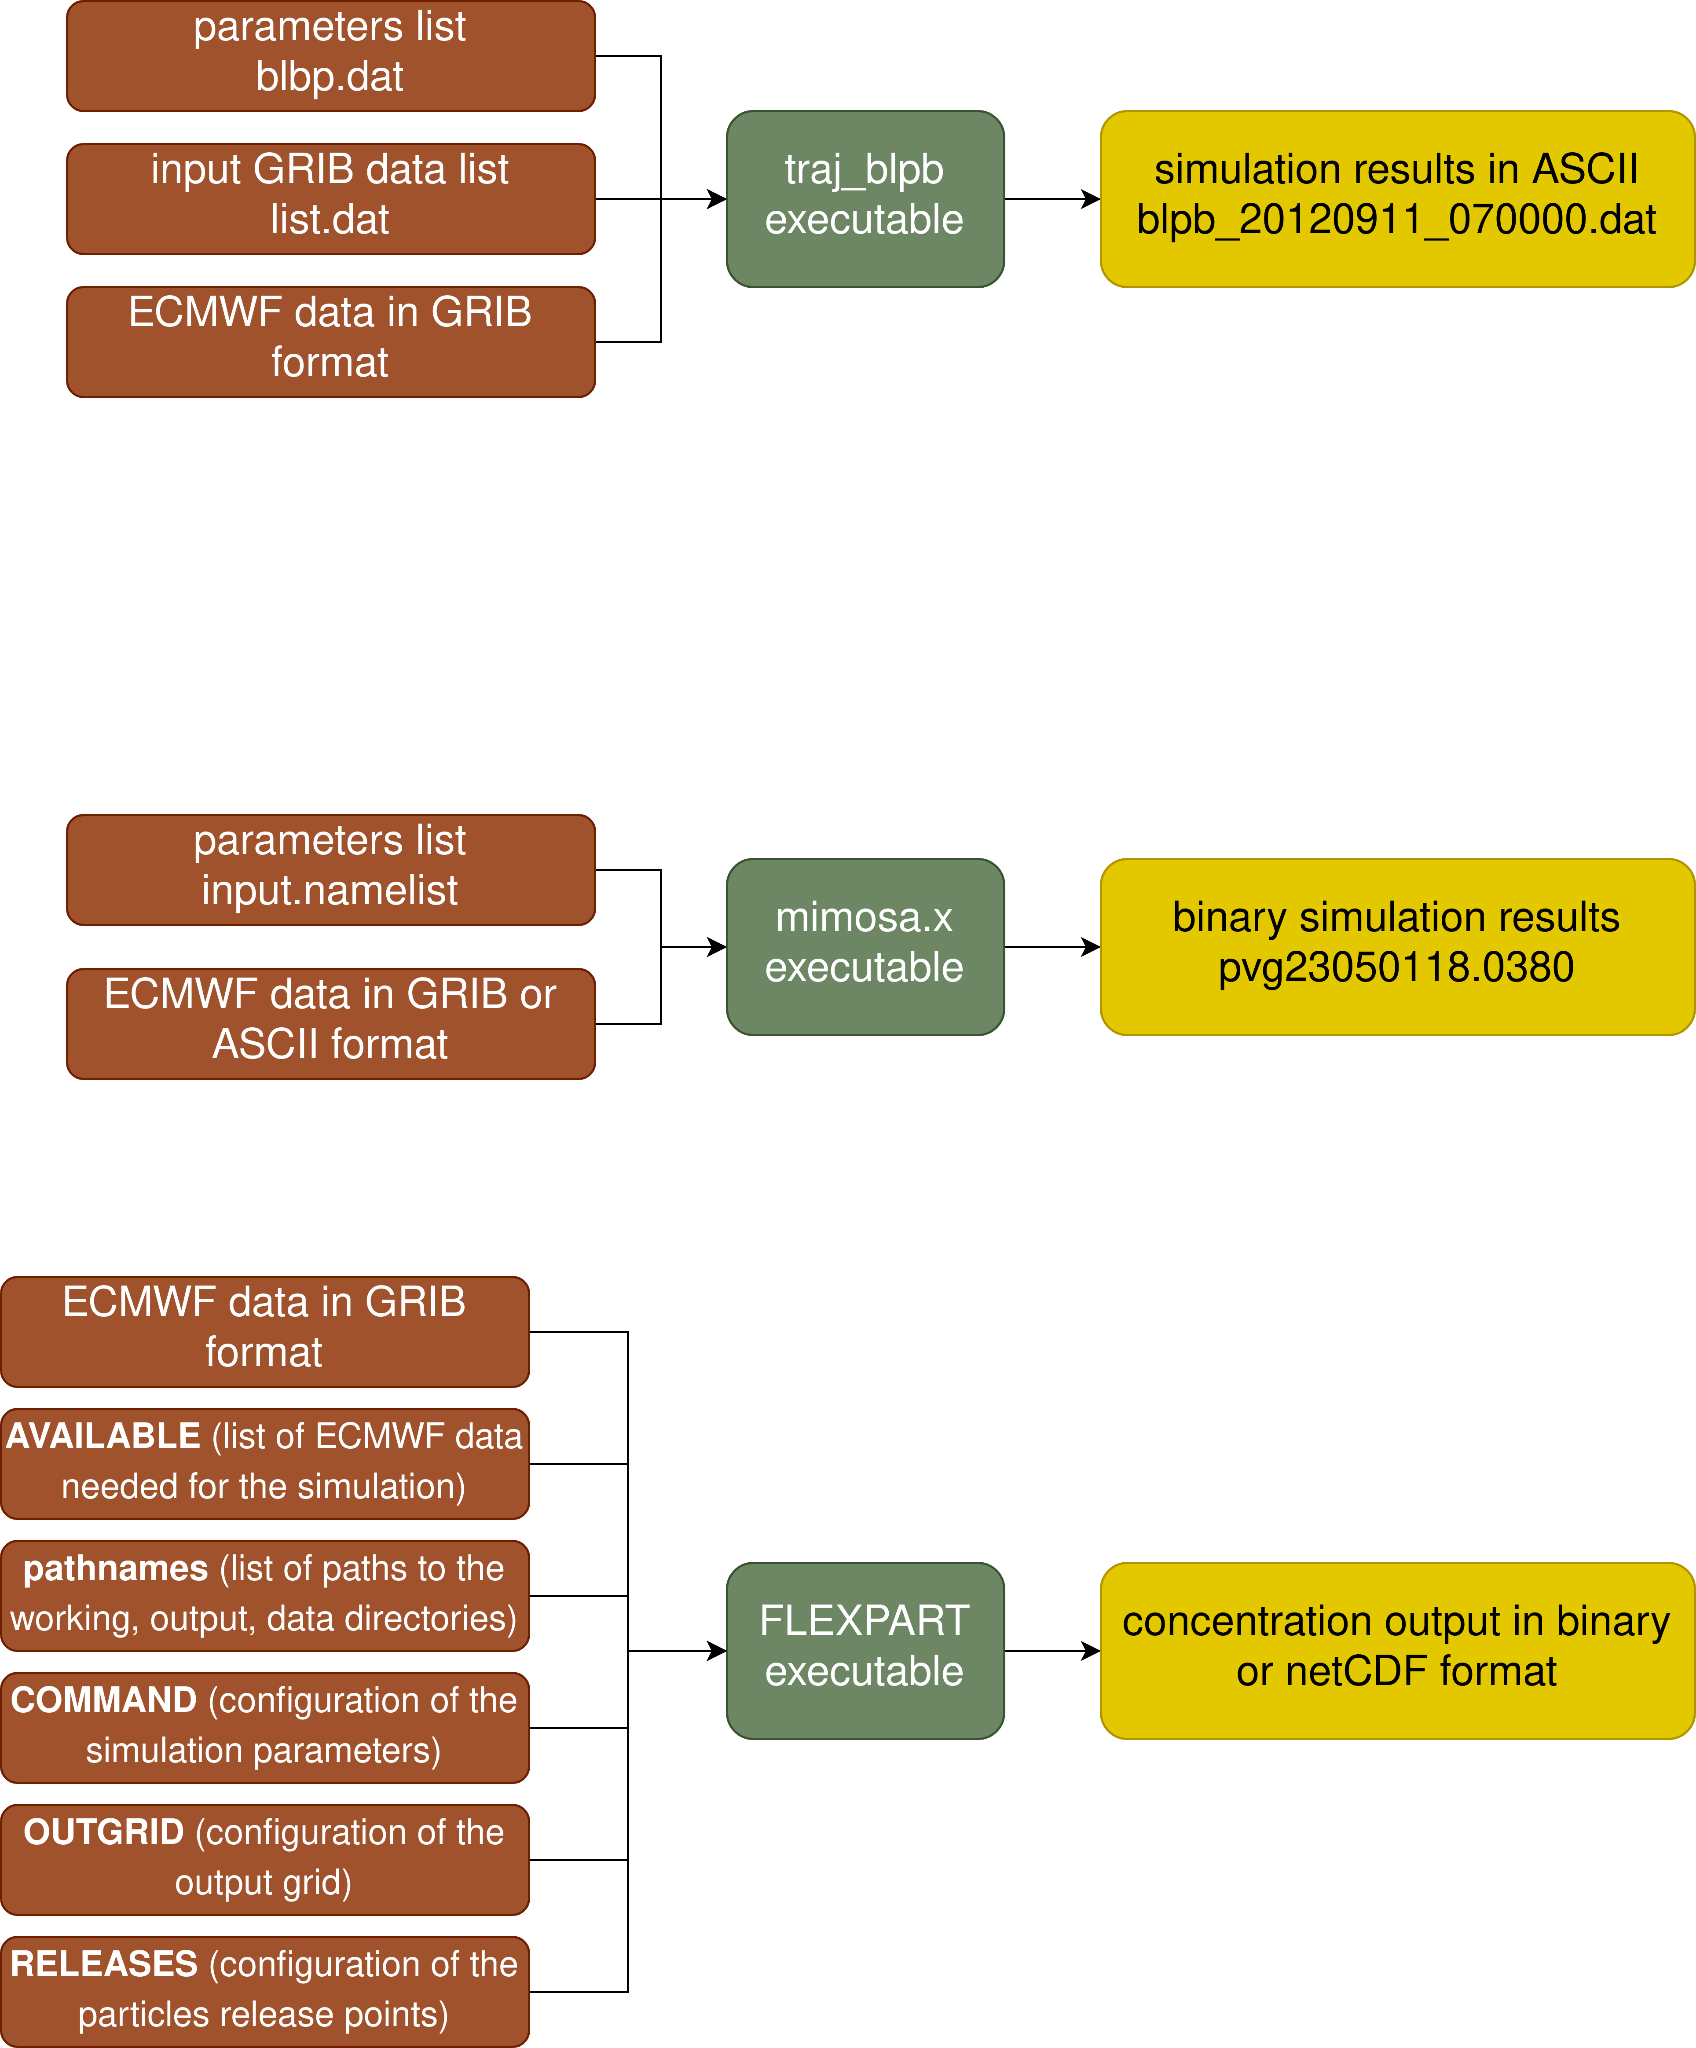 parameters list
blbp.dat
input GRIB data list
list.dat
ECMWF data in GRIB
format
traj_blpb
executable
simulation results in ASCII
blpb_20120911_070000.dat
parameters list
input.namelist
ECMWF data in GRIB or
ASCII format
mimosa.x
executable
binary simulation results
pvg23050118.0380
ECMWF data in GRIB
format
AVAILABLE (list of ECMWF data
needed for the simulation)
pathnames (list of paths to the
working, output, data directories)
COMMAND (configuration of the
simulation parameters)
OUTGRID (configuration of the
output grid)
RELEASES (configuration of the
particles release points)
FLEXPART
executable
concentration output in binary
or netCDF format